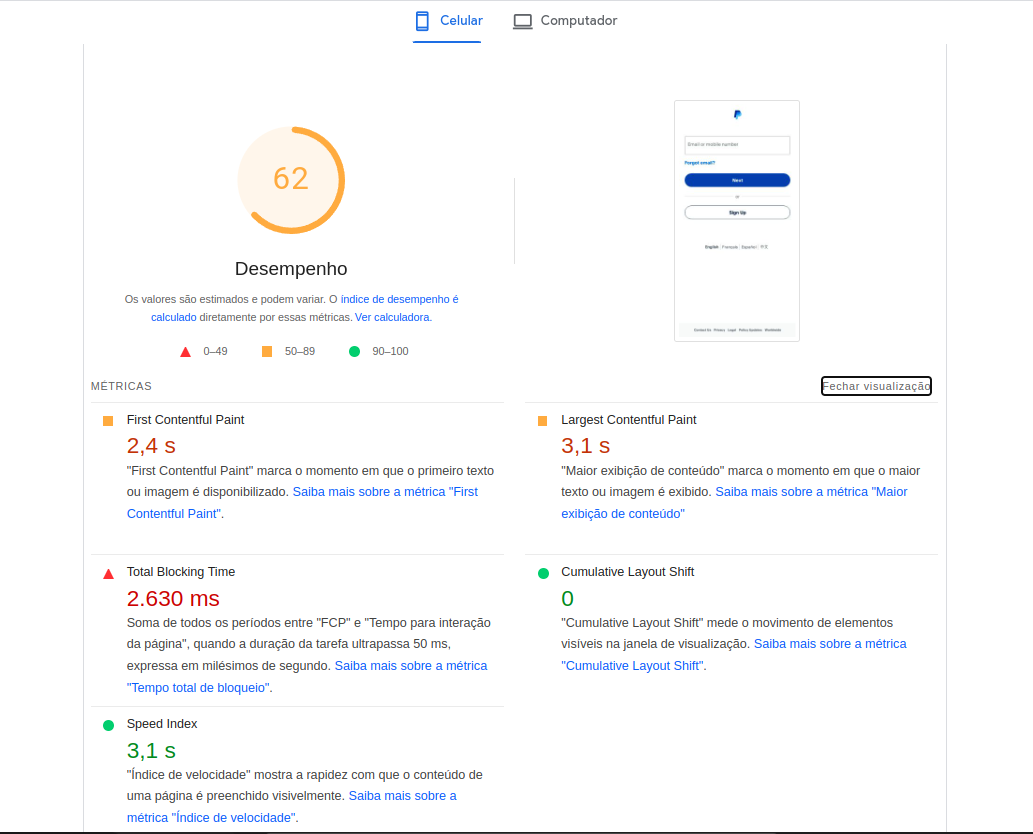 Celular
Computador
62
Desempenho
Os valores são estimados e podem variar. O índice de desempenho é
calculado diretamente por essas métricas. Ver calculadora.
0–49
50–89
90–100
Email or mobile number
Forgot email?
Next
or
Sign Up
English Français Español 中文
Contact Us Privacy Legal Policy Updates Worldwide
MÉTRICAS
Fechar visualização
First Contentful Paint
2,4 s
"First Contentful Paint" marca o momento em que o primeiro texto
ou imagem é disponibilizado. Saiba mais sobre a métrica "First
Contentful Paint".
Largest Contentful Paint
3,1 s
"Maior exibição de conteúdo" marca o momento em que o maior
texto ou imagem é exibido. Saiba mais sobre a métrica "Maior
exibição de conteúdo"
Total Blocking Time
2.630 ms
Soma de todos os períodos entre "FCP" e "Tempo para interação
da página", quando a duração da tarefa ultrapassa 50 ms,
expressa em milésimos de segundo. Saiba mais sobre a métrica
"Tempo total de bloqueio".
Cumulative Layout Shift
0
"Cumulative Layout Shift" mede o movimento de elementos
visíveis na janela de visualização. Saiba mais sobre a métrica
"Cumulative Layout Shift".
Speed Index
3,1 s
"Índice de velocidade" mostra a rapidez com que o conteúdo de
uma página é preenchido visivelmente. Saiba mais sobre a
métrica "Índice de velocidade".